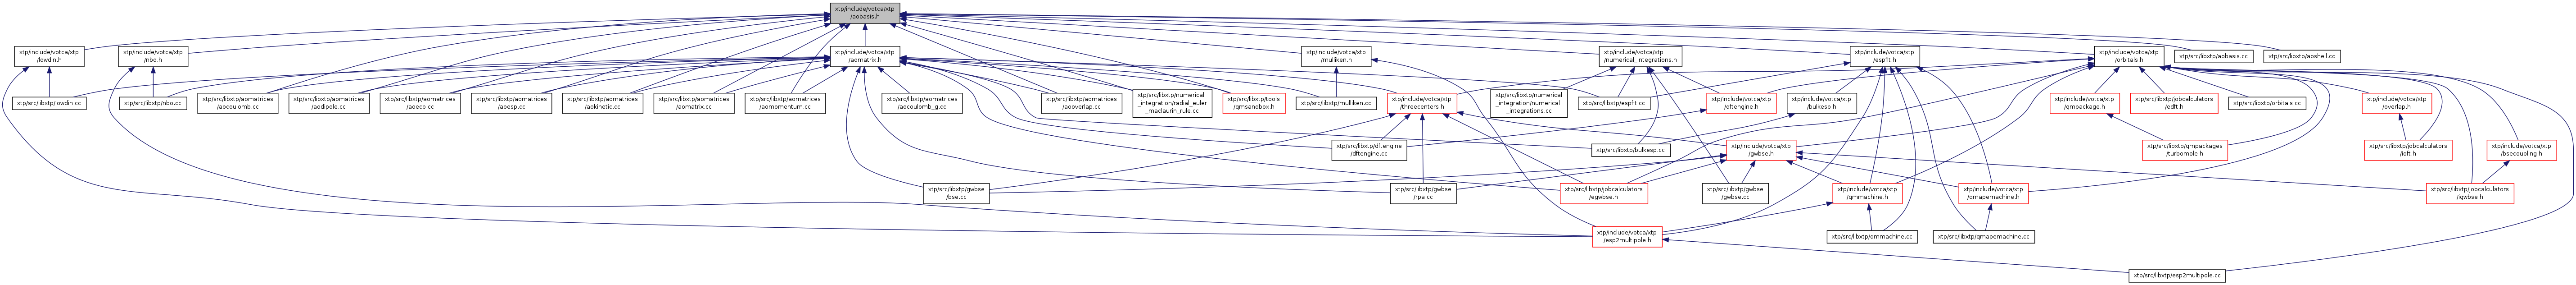 xtp/include/votca/xtp
/aobasis.h
xtp/include/votca/xtp
/lowdin.h
xtp/include/votca/xtp
/nbo.h
xtp/include/votca/xtp
/aomatrix.h
xtp/include/votca/xtp
/mulliken.h
xtp/include/votca/xtp
/numerical_integrations.h
xtp/include/votca/xtp
/espfit.h
xtp/include/votca/xtp
/orbitals.h
xtp/src/libxtp/aobasis.cc
xtp/src/libxtp/aoshell.cc
xtp/src/libxtp/lowdin.cc
xtp/src/libxtp/nbo.cc
xtp/src/libxtp/aomatrices
/aocoulomb.cc
xtp/src/libxtp/aomatrices
/aodipole.cc
xtp/src/libxtp/aomatrices
/aoecp.cc
xtp/src/libxtp/aomatrices
/aoesp.cc
xtp/src/libxtp/aomatrices
/aokinetic.cc
xtp/src/libxtp/aomatrices
/aomatrix.cc
xtp/src/libxtp/aomatrices
/aomomentum.cc
xtp/src/libxtp/aomatrices
/aocoulomb_g.cc
xtp/src/libxtp/aomatrices
/aooverlap.cc
xtp/src/libxtp/numerical
_integration/radial_euler
_maclaurin_rule.cc
xtp/src/libxtp/tools
/qmsandbox.h
xtp/src/libxtp/mulliken.cc
xtp/include/votca/xtp
/threecenters.h
xtp/src/libxtp/numerical
_integration/numerical
_integrations.cc
xtp/src/libxtp/espfit.cc
xtp/include/votca/xtp
/dftengine.h
xtp/include/votca/xtp
/bulkesp.h
xtp/include/votca/xtp
/qmpackage.h
xtp/src/libxtp/jobcalculators
/edft.h
xtp/src/libxtp/orbitals.cc
xtp/include/votca/xtp
/overlap.h
xtp/src/libxtp/dftengine
/dftengine.cc
xtp/src/libxtp/bulkesp.cc
xtp/include/votca/xtp
/gwbse.h
xtp/src/libxtp/qmpackages
/turbomole.h
xtp/src/libxtp/jobcalculators
/idft.h
xtp/include/votca/xtp
/bsecoupling.h
xtp/src/libxtp/gwbse
/bse.cc
xtp/src/libxtp/gwbse
/rpa.cc
xtp/src/libxtp/jobcalculators
/egwbse.h
xtp/src/libxtp/gwbse
/gwbse.cc
xtp/include/votca/xtp
/qmmachine.h
xtp/include/votca/xtp
/qmapemachine.h
xtp/src/libxtp/jobcalculators
/igwbse.h
xtp/include/votca/xtp
/esp2multipole.h
xtp/src/libxtp/qmmachine.cc
xtp/src/libxtp/qmapemachine.cc
xtp/src/libxtp/esp2multipole.cc